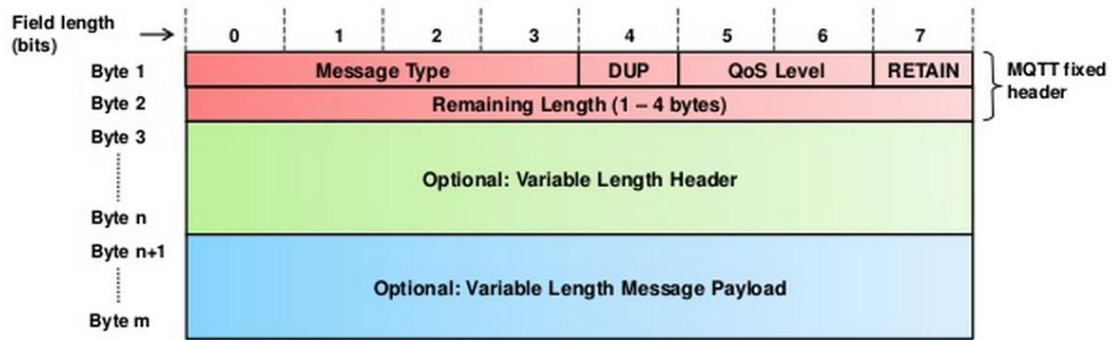 Field length
(bits)
0 1 2 3 4 5 6 7
Byte 1 Message Type DUP QoS Level RETAIN
MQTT fixed
header
Byte 2 Remaining Length (1 – 4 bytes)
Byte 3
Optional: Variable Length Header
Byte n
Byte n+1
Optional: Variable Length Message Payload
Byte m